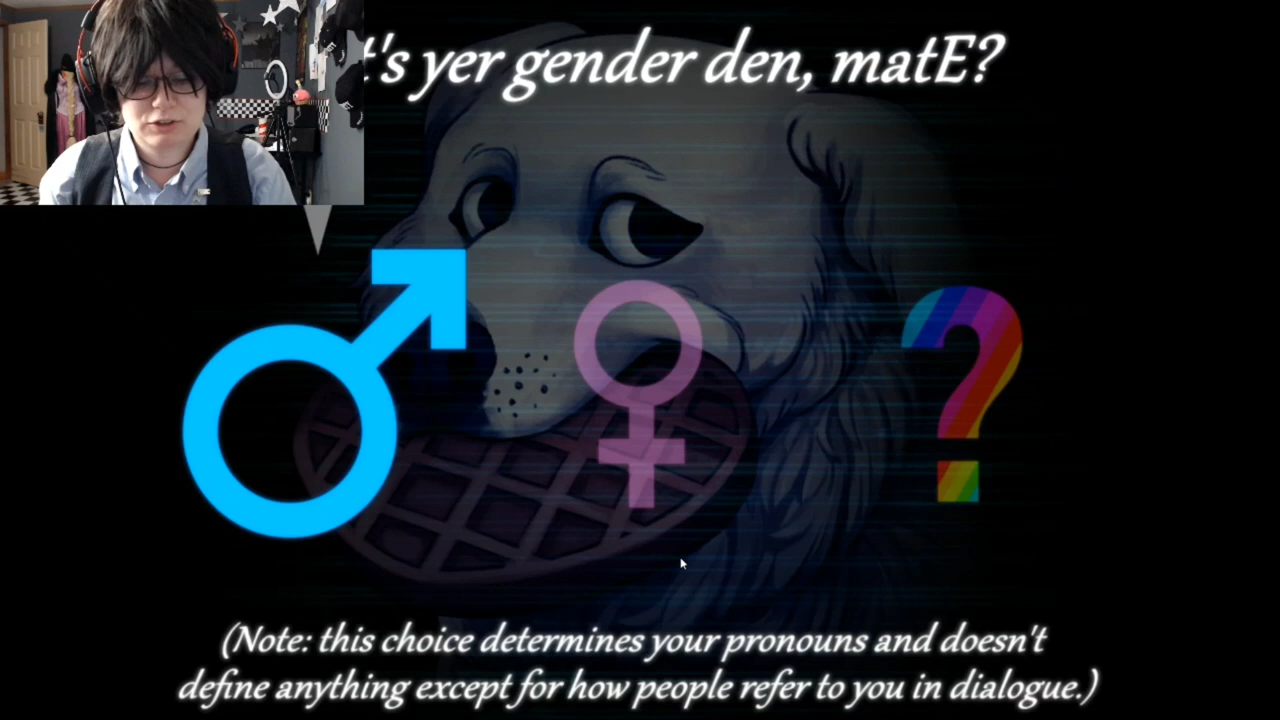 t's yer gender den, matE?
(Note: this choice determines your pronouns and doesn't
define anything except for how people refer to you in dialogue.)